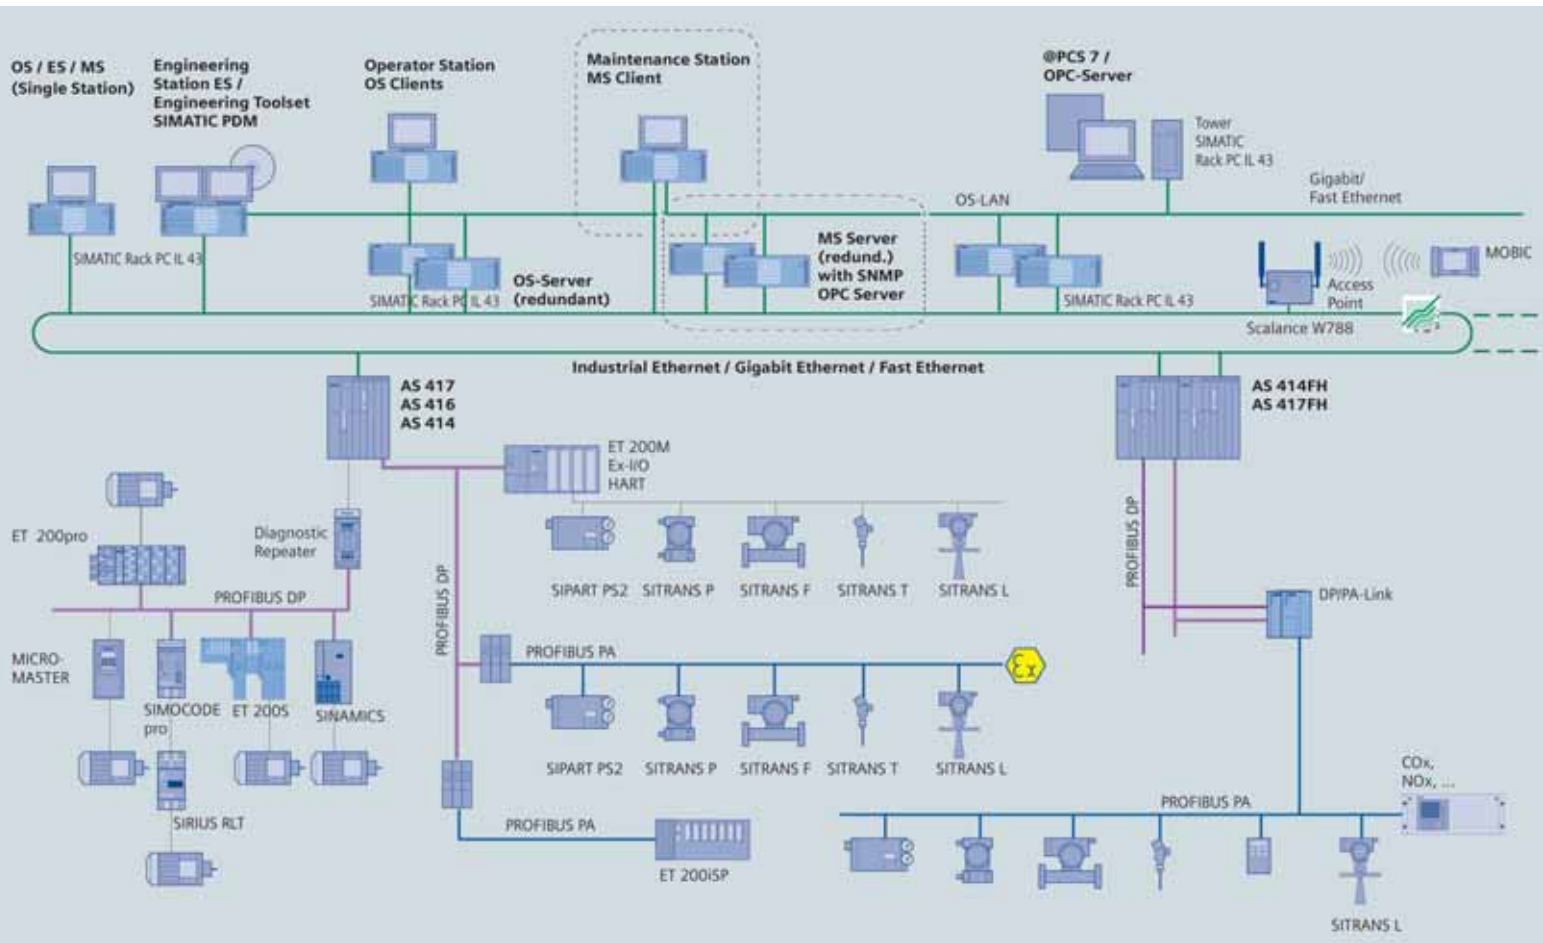 OS / ES / MS
(Single Station)
Engineering
Station ES /
Engineering Toolset
SIMATIC PDM
Operator Station
OS Clients
Maintenance Station
MS Client
@PCS 7 /
OPC-Server
Tower
SIMATIC
Rack PC IL 43
Gigabit/
Fast Ethernet
OS-LAN
SIMATIC Rack PC IL 43
SIMATIC Rack PC IL 43
OS-Server
(redundant)
MS Server
(redund.)
with SNMP
OPC Server
SIMATIC Rack PC IL 43
MOBIC
Access
Point
Scalance W788
Industrial Ethernet / Gigabit Ethernet / Fast Ethernet
AS 417
AS 416
AS 414
AS 414FH
AS 417FH
ET 200M
Ex-I/O
HART
ET 200pro
Diagnostic
Repeater
PROFIBUS DP
PROFIBUS DP
PROFIBUS DP
SIPART PS2
SITRANS P
SITRANS F
SITRANS T
SITRANS L
DP/PA-Link
MICRO-
MASTER
SIMOCODE
pro
ET 200S
SINAMICS
PROFIBUS PA
Ex
SIPART PS2
SITRANS P
SITRANS F
SITRANS T
SITRANS L
SIRIUS RLT
PROFIBUS PA
ET 200iSP
PROFIBUS PA
COx,
NOx, ...
SITRANS L